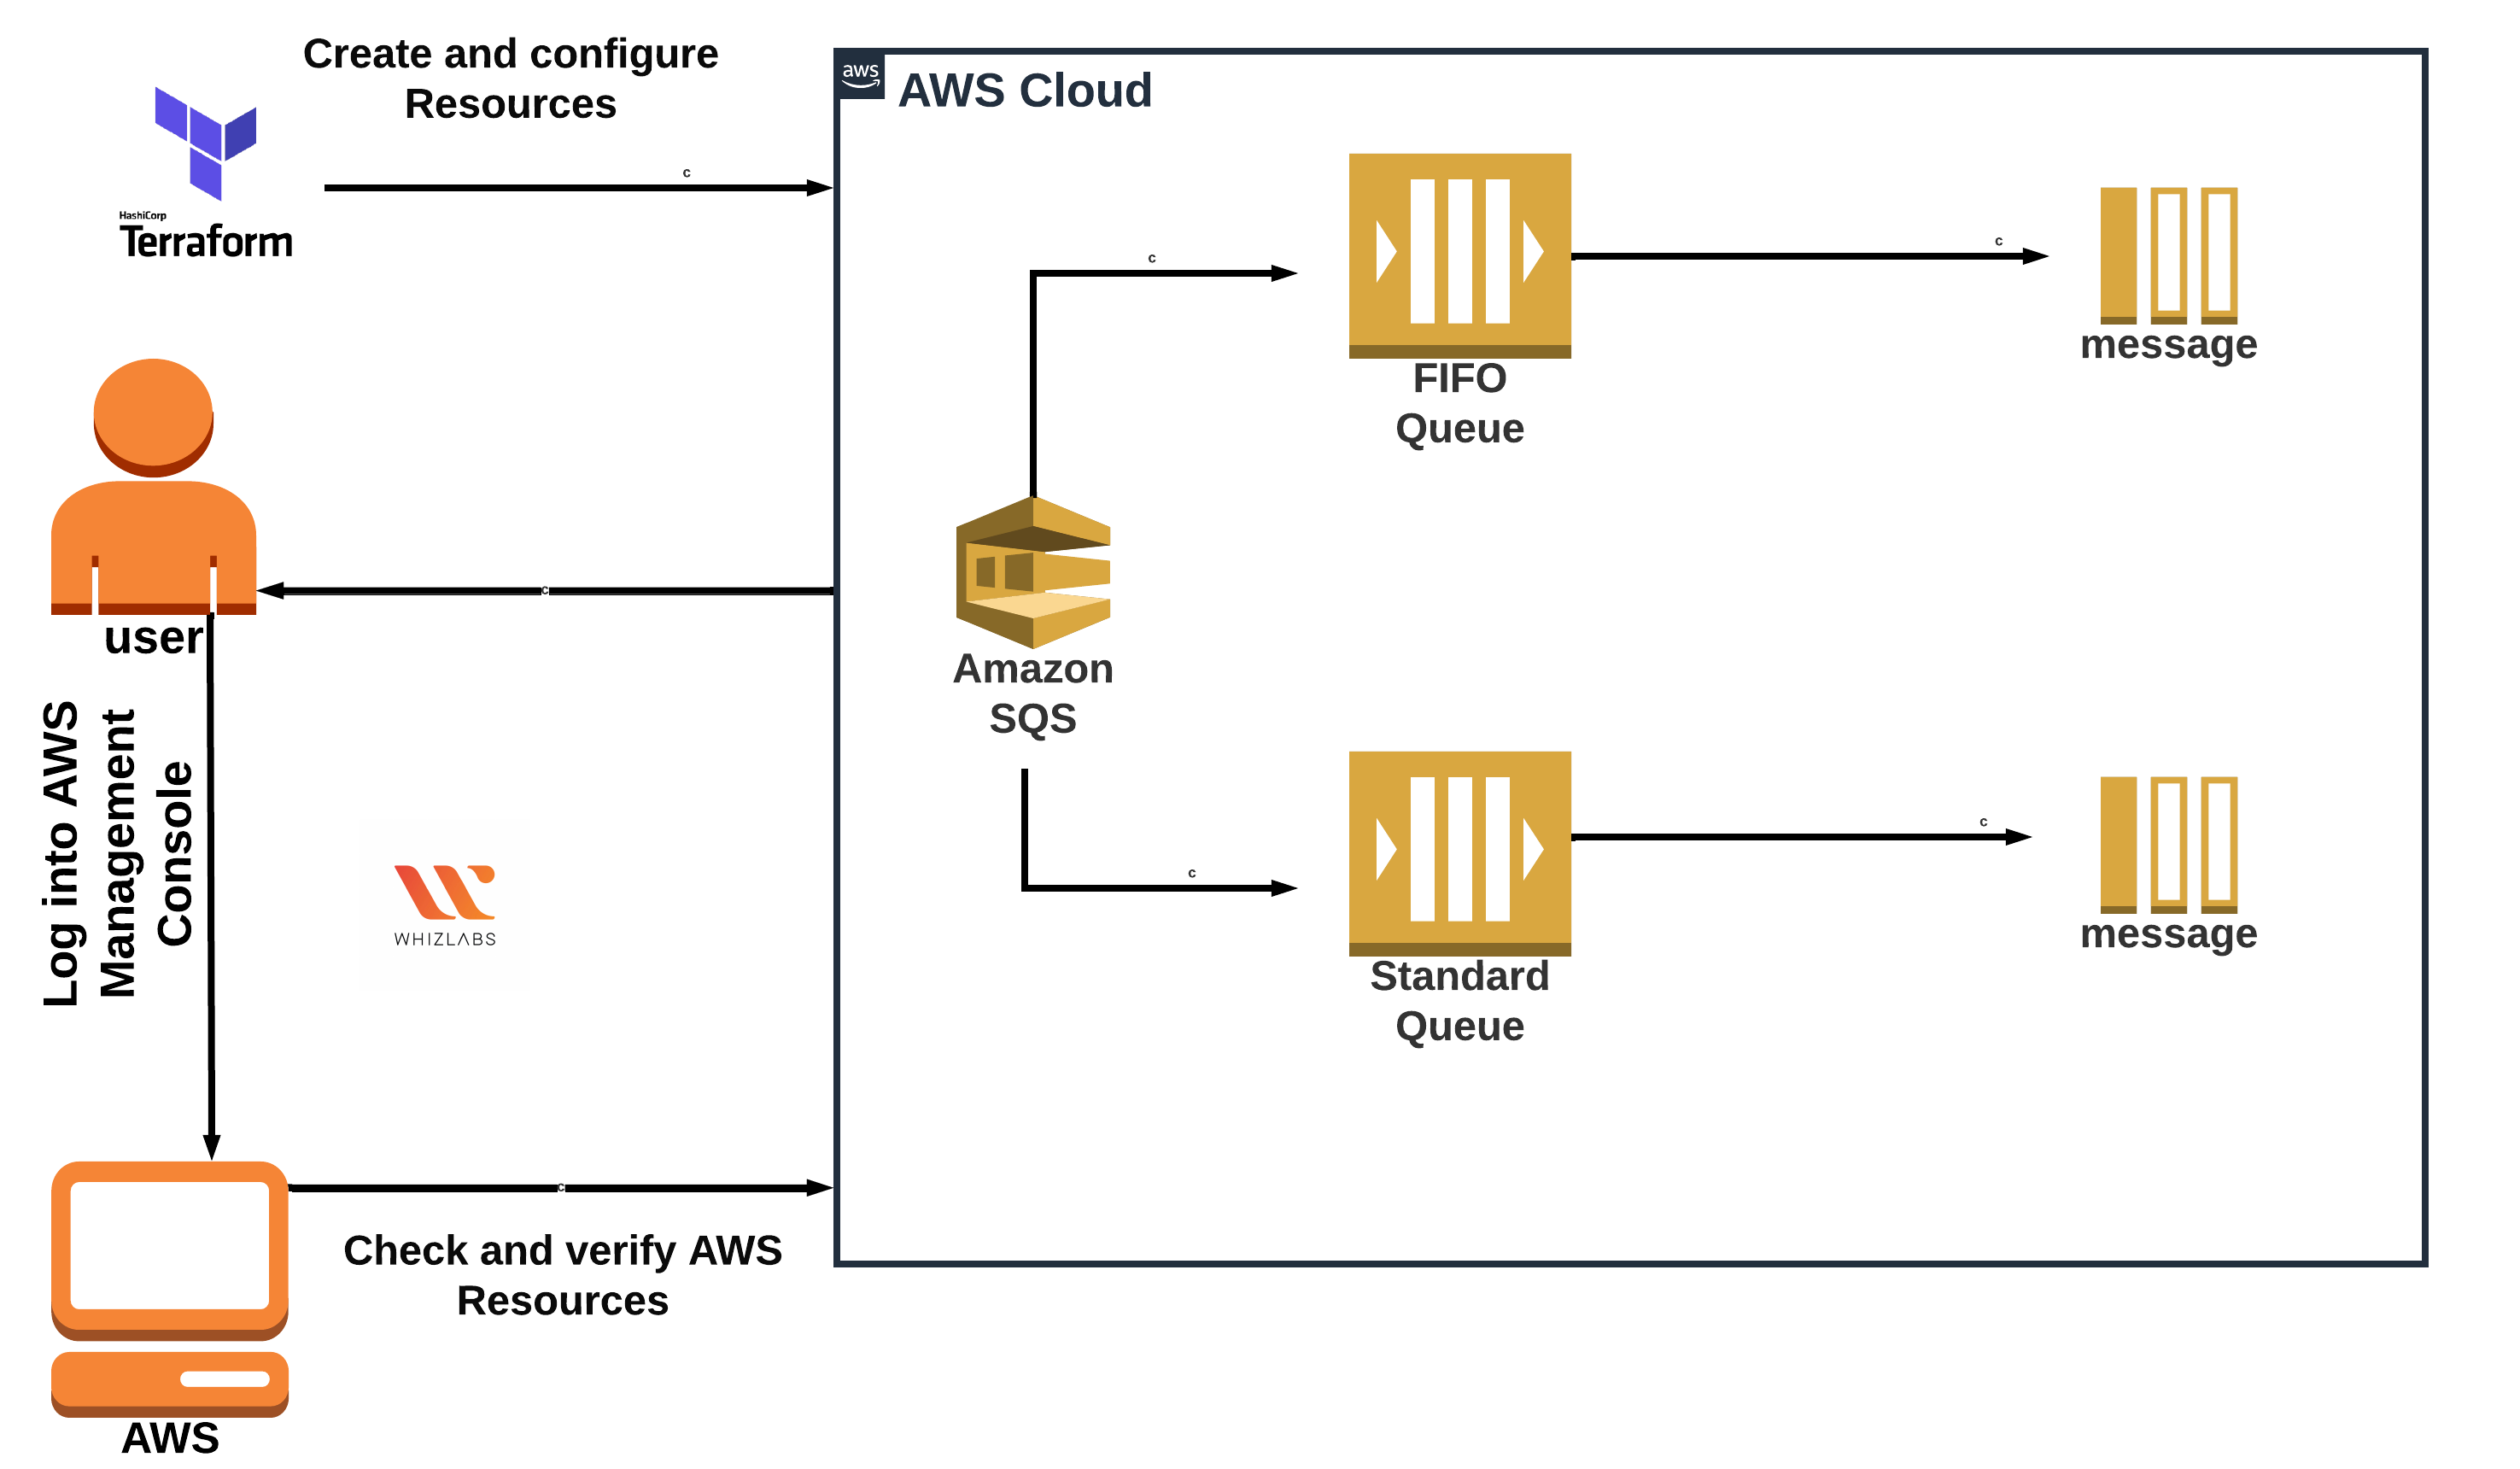 Create and configure
Resources
aws
AWS Cloud
c
HashiCorp
Terraform
c
c
message
FIFO
Queue
c
user
Amazon
SQS
Log into AWS
Management
Console
WHIZLABS
c
c
message
Standard
Queue
c
Check and verify AWS
Resources
AWS